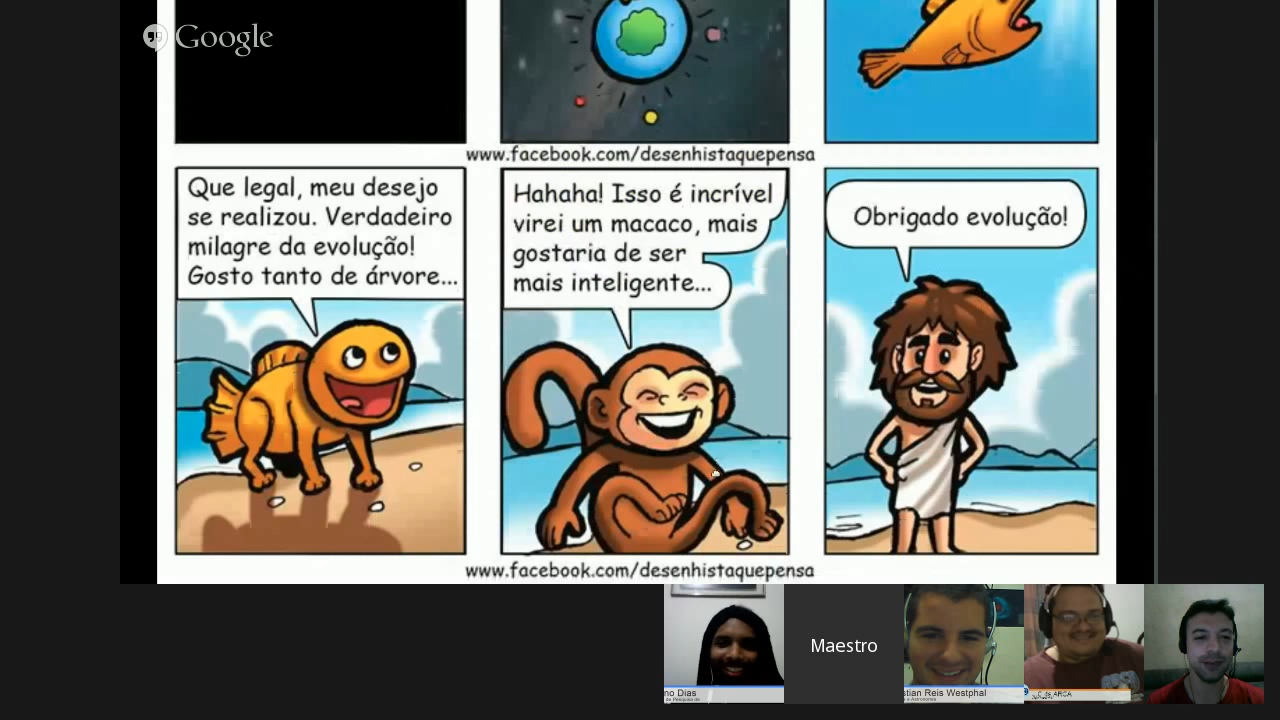 Google
www.facebook.com/desenhistaquepensa
Que legal, meu desejo
se realizou. Verdadeiro
milagre da evolução!
Gosto tanto de árvore...
Hahaha! Isso é incrível
virei um macaco, mais
gostaria de ser
mais inteligente...
Obrigado evolução!
www.facebook.com/desenhistaquepensa
Maestro
no Dias
stian Reis Westphal
ARCA